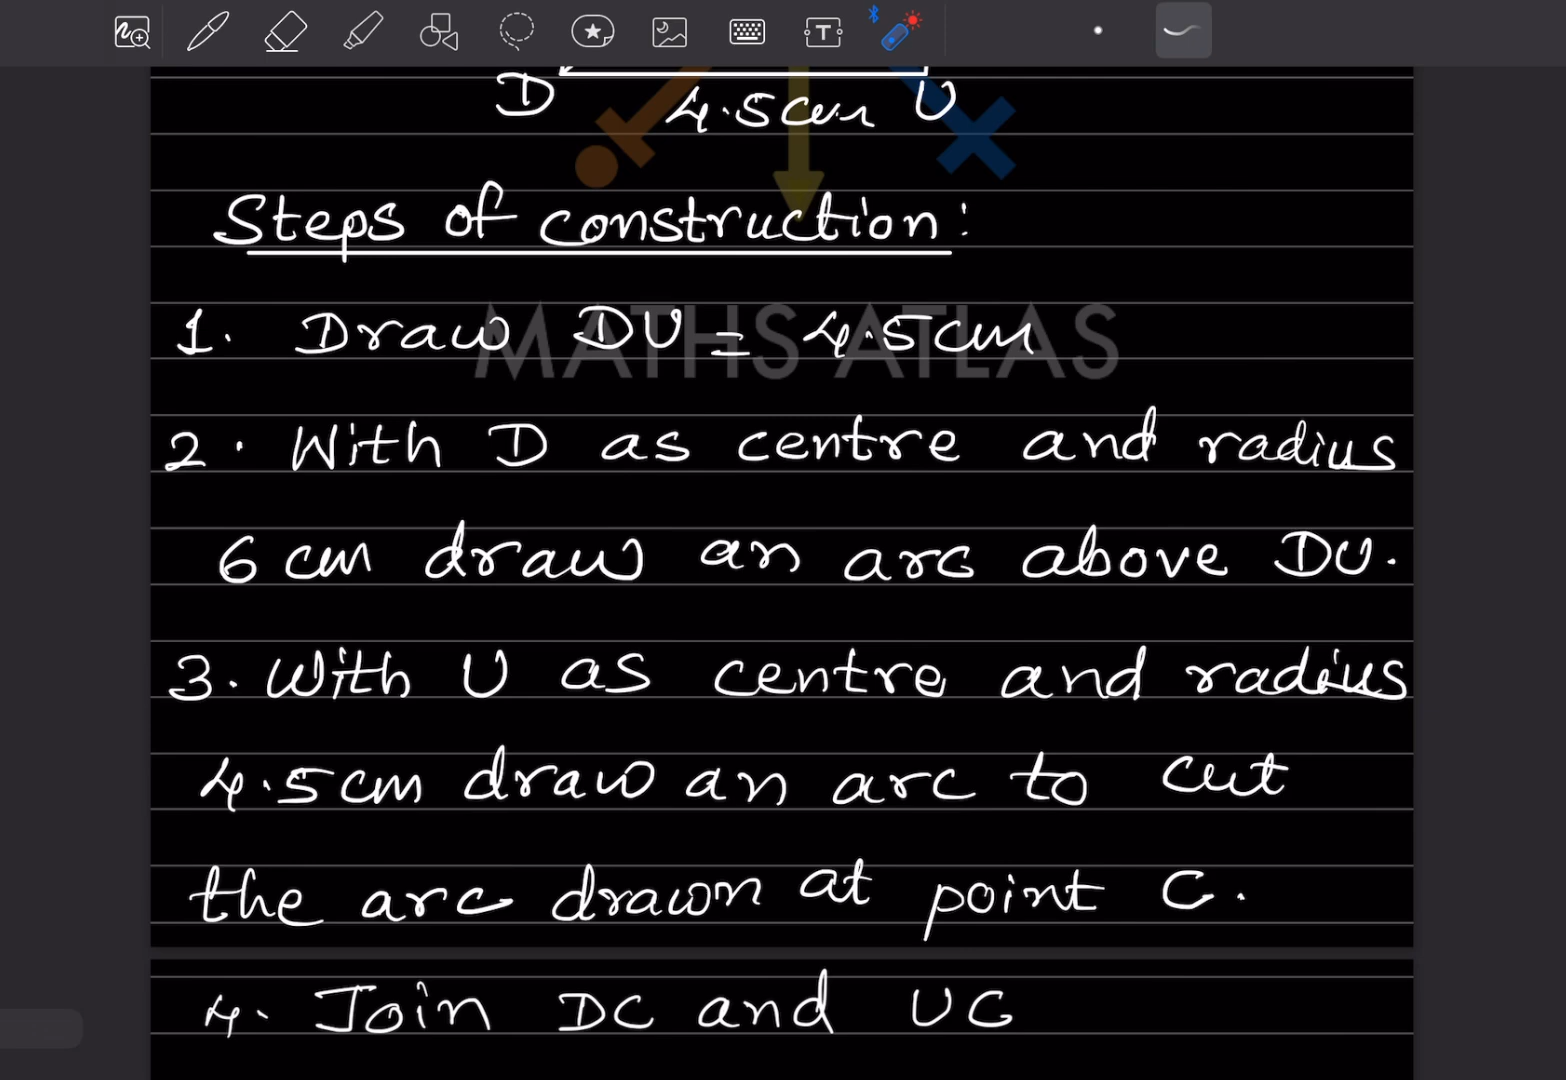 D 4.5cm U
Steps of construction:
MATHS ATLAS
1. Draw DU = 4.5cm
2. With D as centre and radius
6 cm draw an arc above DU.
3. With U as centre and radius
4.5cm draw an arc to cut
the arc drawn at point C.
4. Join DC and UC